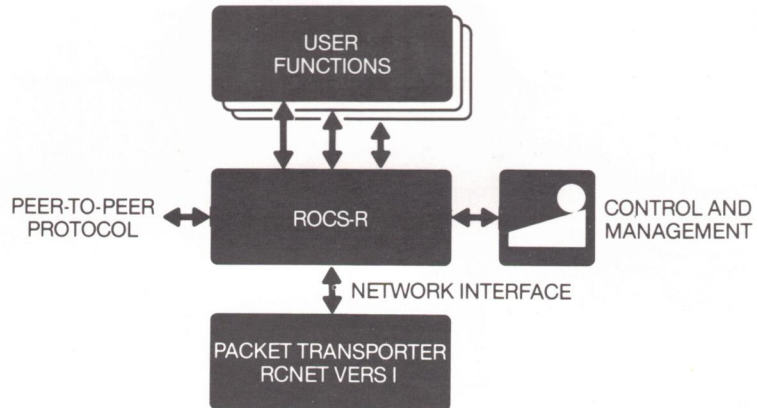 USER
FUNCTIONS
PEER-TO-PEER
PROTOCOL
ROCS-R
CONTROL AND
MANAGEMENT
NETWORK INTERFACE
PACKET TRANSPORTER
RCNET VERS I